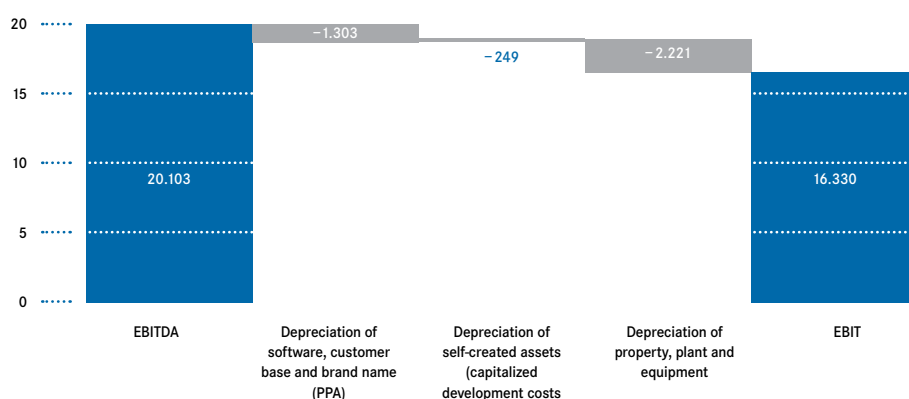 20
15
10
5
0
–1.303
–249
–2.221
20.103
16.330
EBITDA
Depreciation of
software, customer
base and brand name
(PPA)
Depreciation of
self-created assets
(capitalized
development costs
Depreciation of
property, plant and
equipment
EBIT